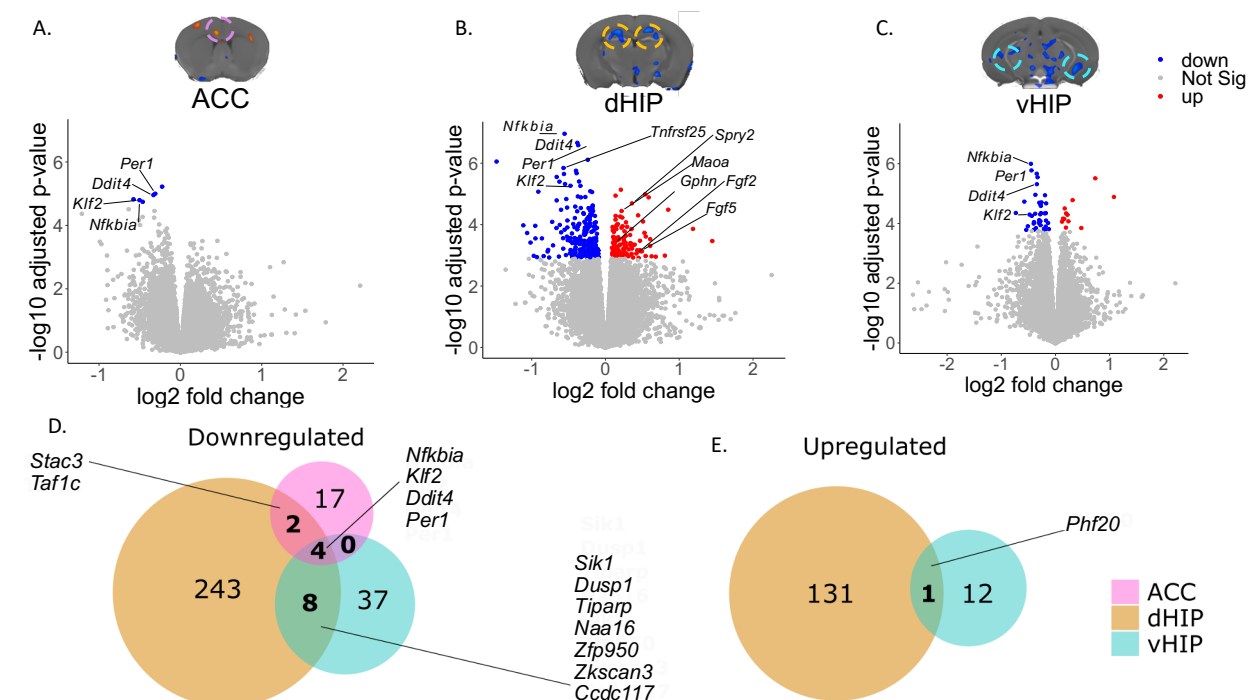 A.
ACC
B.
dHIP
C.
vHIP
down
Not Sig
up
-log10 adjusted p-value
6
4
2
0
Per1
Ddit4
Klf2
Nfkbia
-1
0
1
2
log2 fold change
-log10 adjusted p-value
6
4
2
0
Nfkbia
Ddit4
Per1
Klf2
Tnfrsf25
Spry2
Maoa
Gphn
Fgf2
Fgf5
-1
0
1
2
log2 fold change
-log10 adjusted p-value
6
4
2
0
Nfkbia
Per1
Ddit4
Klf2
-2
-1
0
1
2
log2 fold change
D.
Downregulated
Stac3
Taf1c
17
2
4
0
243
8
37
Nfkbia
Klf2
Ddit4
Per1
Sik1
Dusp1
Tiparp
Naa16
Zfp950
Zkscan3
Ccdc117
E.
Upregulated
131
1
12
Phf20
ACC
dHIP
vHIP